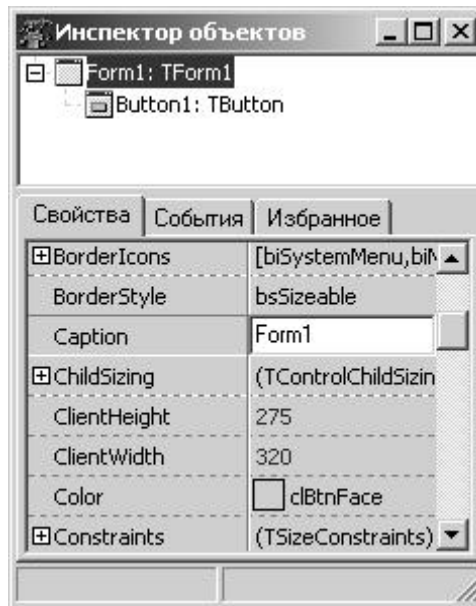 Инспектор объектов
Form1: TForm1
Button1: TButton
Свойства События Избранное
BorderIcons [biSystemMenu,biM
BorderStyle bsSizeable
Caption Form1
ChildSizing (TControlChildSizin
ClientHeight 275
ClientWidth 320
Color clBtnFace
Constraints (TSizeConstraints)